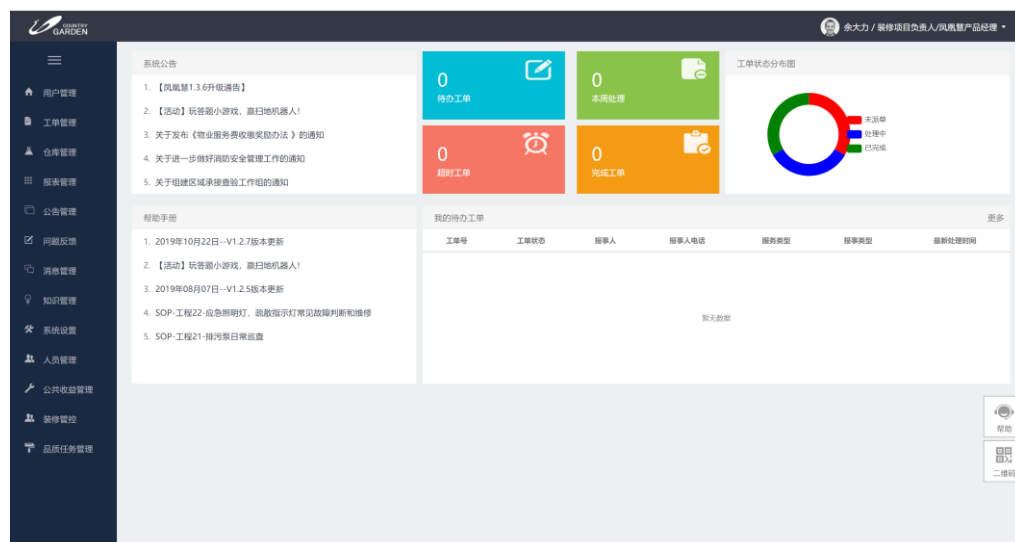 COUNTRY
GARDEN
余大力 / 装修项目负责人/凤凰慧产品经理
用户管理
工单管理
仓库管理
报表管理
公告管理
问题反馈
消息管理
知识管理
系统设置
人员管理
公共收益管理
装修管控
品质任务管理
系统公告
1. 【凤凰慧1.3.6升级通告】
2. 【活动】玩答题小游戏，赢扫地机器人!
3. 关于发布《物业服务费收缴奖励办法 》的通知
4. 关于进一步做好消防安全管理工作的通知
5. 关于组建区域承接查验工作组的通知
0
待办工单
0
本周处理
0
超时工单
0
完成工单
工单状态分布图
未派单
处理中
已完成
帮助手册
1. 2019年10月22日--V1.2.7版本更新
2. 【活动】玩答题小游戏，赢扫地机器人!
3. 2019年08月07日--V1.2.5版本更新
4. SOP-工程22-应急照明灯、疏散指示灯常见故障判断和维修
5. SOP-工程21-排污泵日常巡查
我的待办工单 更多
工单号 工单状态 报事人 报事人电话 服务类型 报事类型 最新处理时间
暂无数据
帮助
二维码